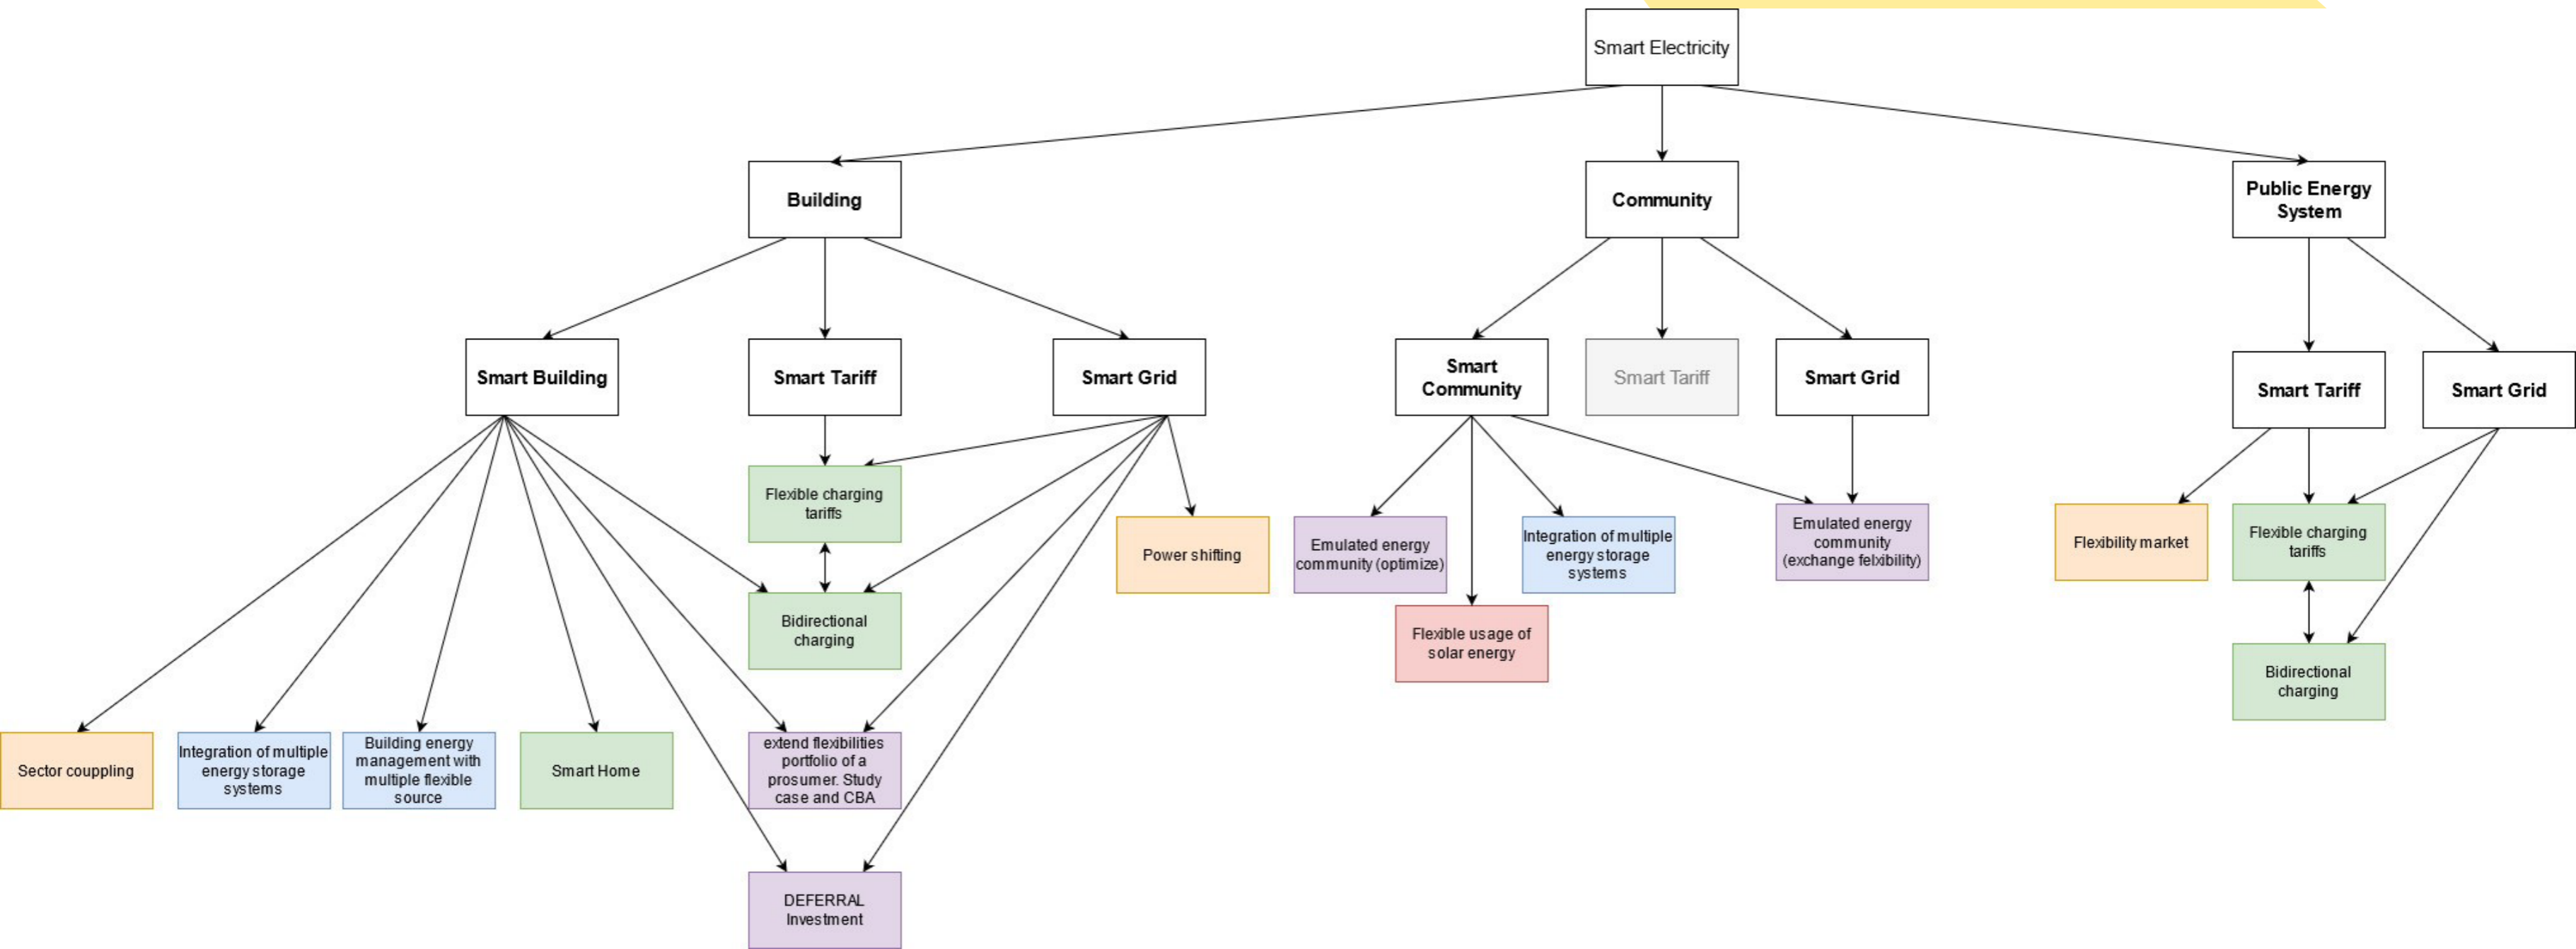 Smart Electricity
Building
Community
Public Energy
System
Smart Building
Smart Tariff
Smart Grid
Smart
Community
Smart Tariff
Smart Grid
Smart Tariff
Smart Grid
Flexible charging
tariffs
Power shifting
Emulated energy
community (optimize)
Integration of multiple
energy storage
systems
Emulated energy
community
(exchange felxibility)
Flexibility market
Flexible charging
tariffs
Bidirectional
charging
Flexible usage of
solar energy
Bidirectional
charging
Sector couppling
Integration of multiple
energy storage
systems
Building energy
management with
multiple flexible
source
Smart Home
extend flexibilities
portfolio of a
prosumer. Study
case and CBA
DEFERRAL
Investment